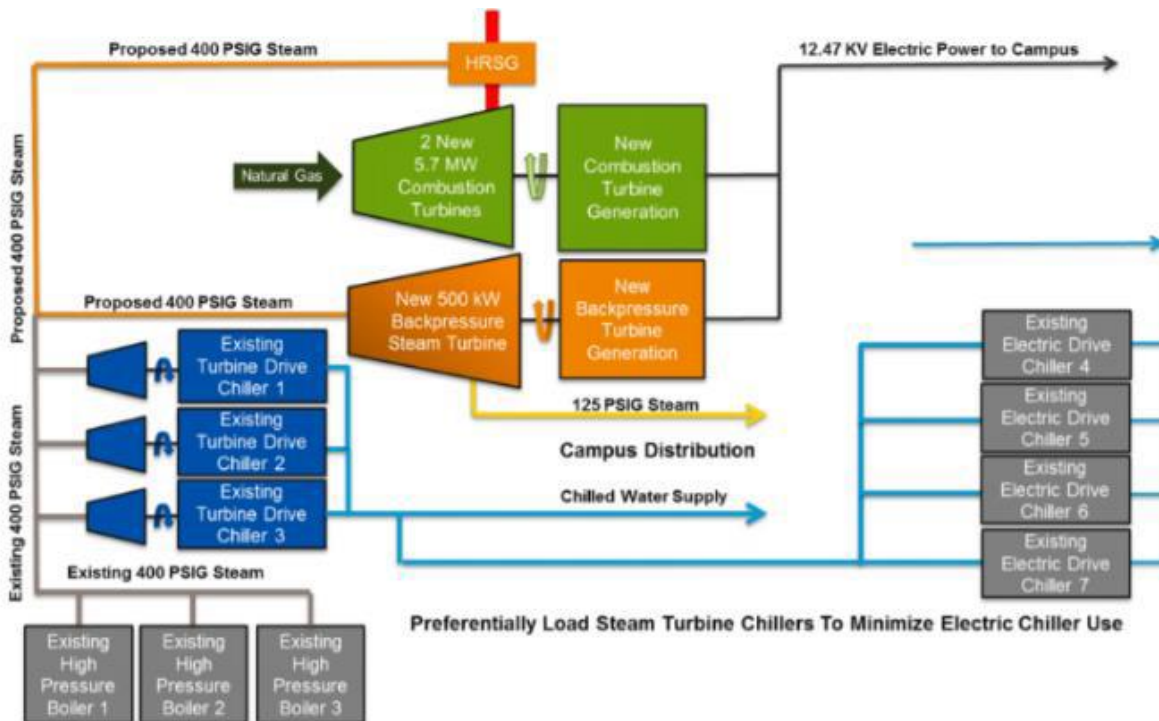 Proposed 400 PSIG Steam
HRSG
12.47 KV Electric Power to Campus
Natural Gas
2 New
5.7 MW
Combustion
Turbines
New
Combustion
Turbine
Generation
Proposed 400 PSIG Steam
Proposed 400 PSIG Steam
New 500 kW
Backpressure
Steam Turbine
New
Backpressure
Turbine
Generation
Existing
Turbine Drive
Chiller 1
Existing
Turbine Drive
Chiller 2
Existing
Turbine Drive
Chiller 3
125 PSIG Steam
Campus Distribution
Chilled Water Supply
Existing
Electric Drive
Chiller 4
Existing
Electric Drive
Chiller 5
Existing
Electric Drive
Chiller 6
Existing
Electric Drive
Chiller 7
Existing 400 PSIG Steam
Existing 400 PSIG Steam
Preferentially Load Steam Turbine Chillers To Minimize Electric Chiller Use
Existing
High
Pressure
Boiler 1
Existing
High
Pressure
Boiler 2
Existing
High
Pressure
Boiler 3